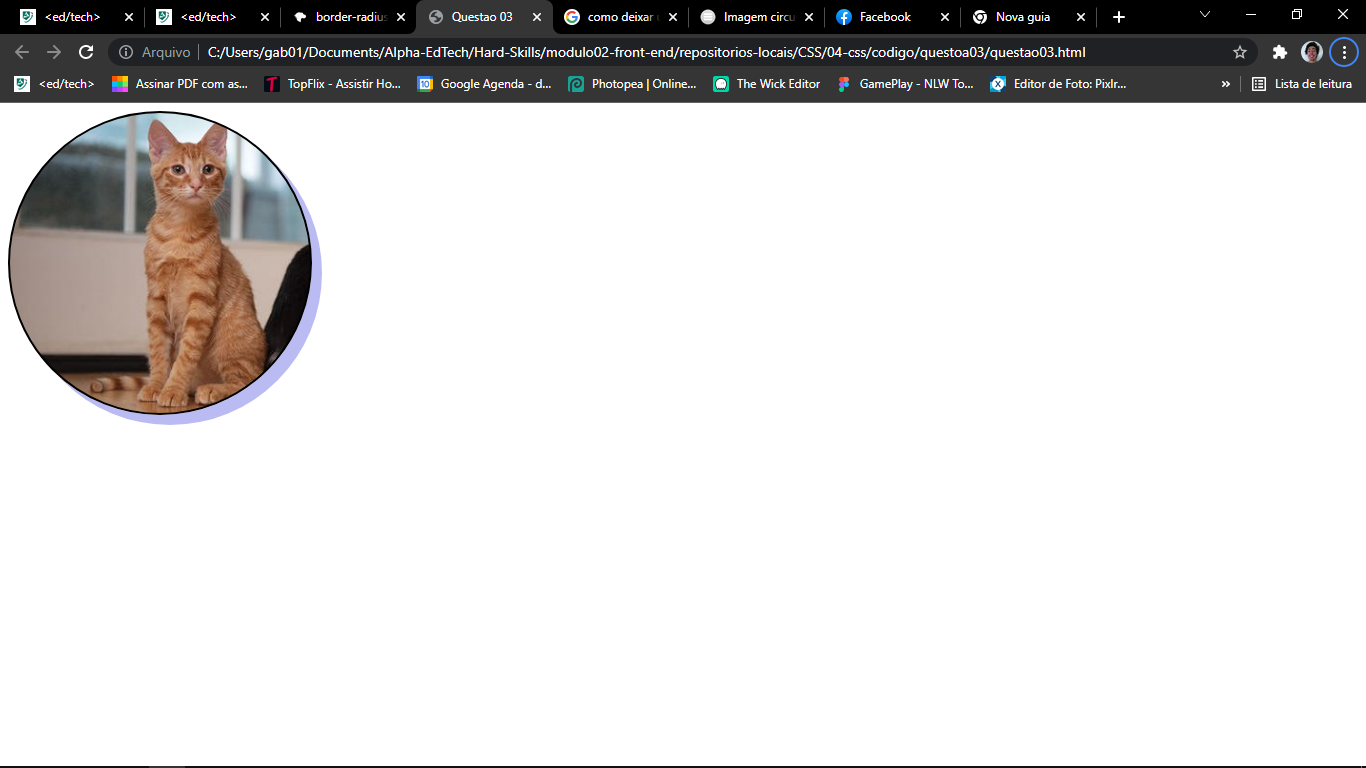 <ed/tech>
<ed/tech>
border-radius
Questao 03
como deixar
Imagem circu
Facebook
Nova guia
Arquivo
C:/Users/gab01/Documents/Alpha-EdTech/Hard-Skills/modulo02-front-end/repositorios-locais/CSS/04-css/codigo/questoa03/questao03.html
<ed/tech>
Assinar PDF com as...
TopFlix - Assistir Ho...
10
Google Agenda - d...
Photopea | Online...
The Wick Editor
GamePlay - NLW To...
Editor de Foto: Pixlr...
»
Lista de leitura